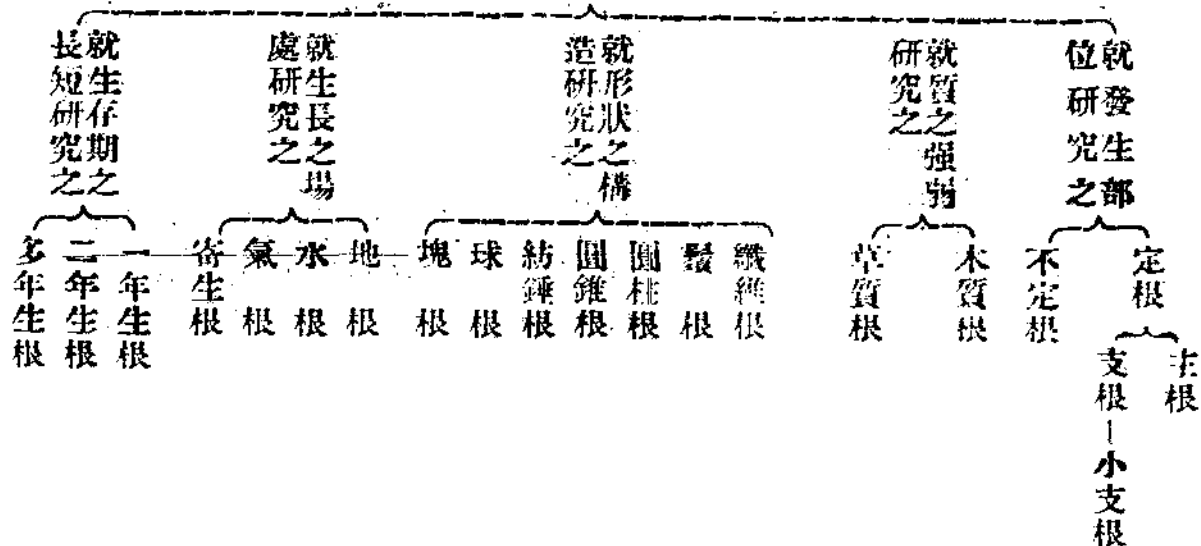 就發生部
位研究之
定根
主根
支根—小支根
不定根
就質之强弱
研究之
木質根
草質根
就形狀之構
造研究之
纖維根
鬚根
圓柱根
圓錐根
紡錘根
球根
塊根
就生長之場
處研究之
地根
水根
氣根
寄生根
就生存期之
長短研究之
一年生根
二年生根
多年生根